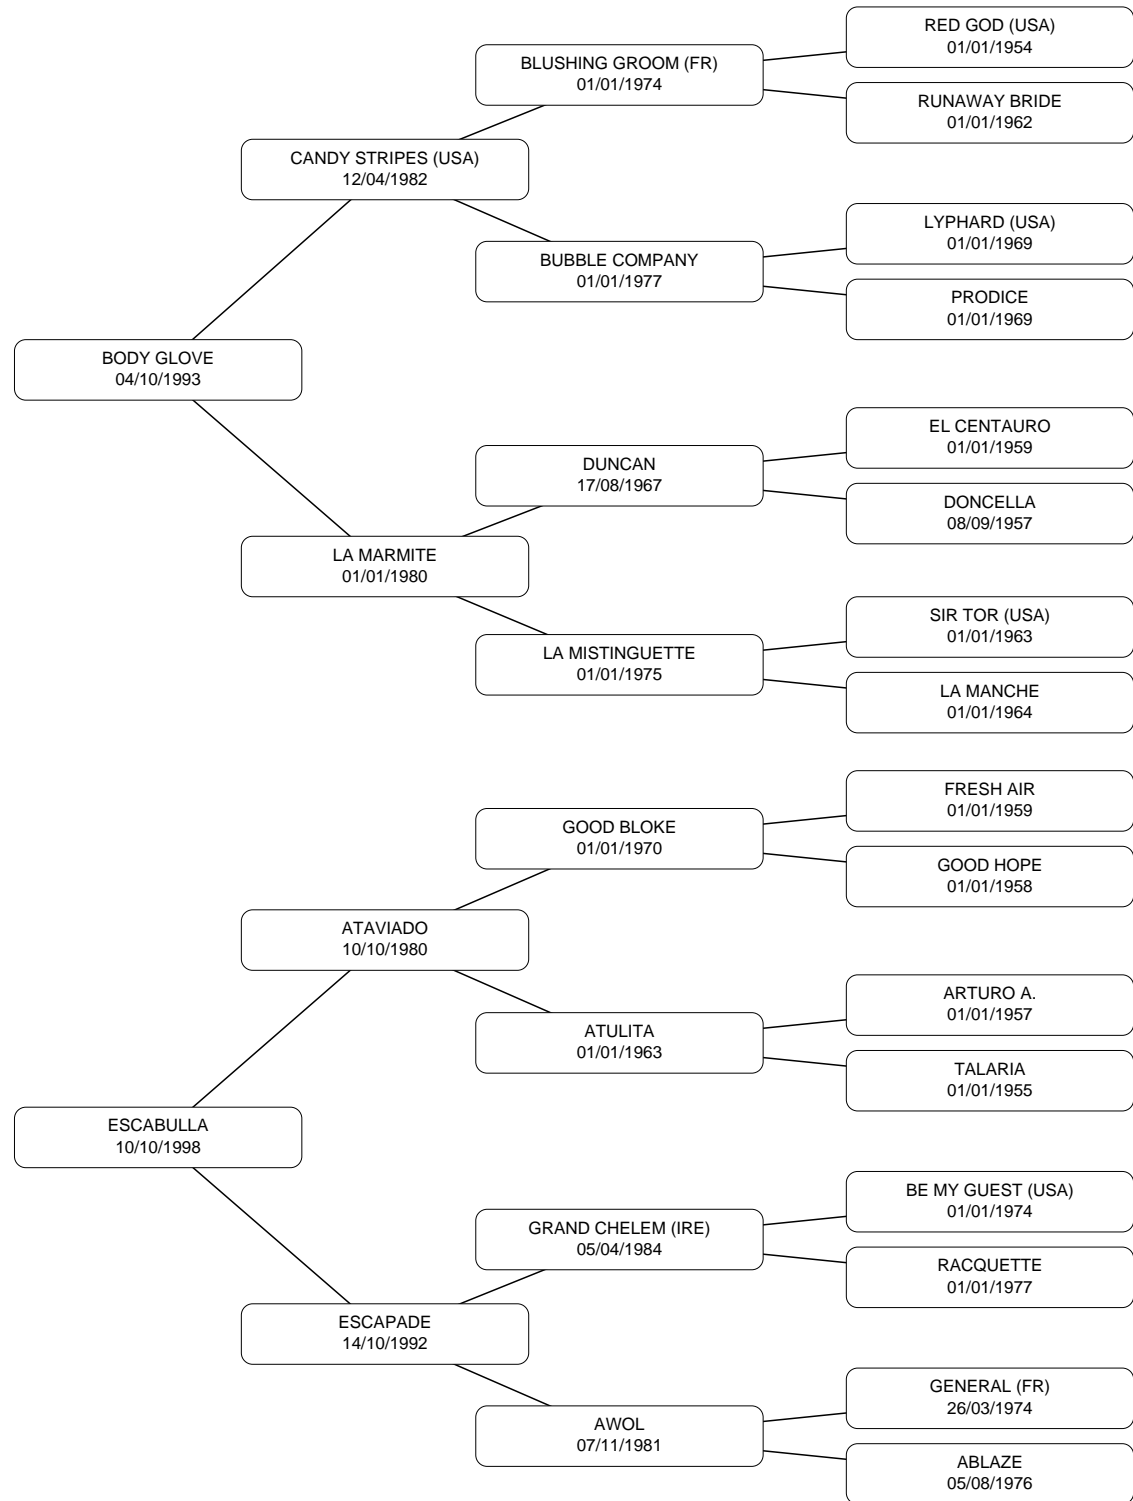 RED GOD (USA)
01/01/1954
BLUSHING GROOM (FR)
01/01/1974
RUNAWAY BRIDE
01/01/1962
CANDY STRIPES (USA)
12/04/1982
LYPHARD (USA)
01/01/1969
BUBBLE COMPANY
01/01/1977
PRODICE
01/01/1969
BODY GLOVE
04/10/1993
EL CENTAURO
01/01/1959
DUNCAN
17/08/1967
DONCELLA
08/09/1957
LA MARMITE
01/01/1980
SIR TOR (USA)
01/01/1963
LA MISTINGUETTE
01/01/1975
LA MANCHE
01/01/1964
FRESH AIR
01/01/1959
GOOD BLOKE
01/01/1970
GOOD HOPE
01/01/1958
ATAVIADO
10/10/1980
ARTURO A.
01/01/1957
ATULITA
01/01/1963
TALARIA
01/01/1955
ESCABULLA
10/10/1998
BE MY GUEST (USA)
01/01/1974
GRAND CHELEM (IRE)
05/04/1984
RACQUETTE
01/01/1977
ESCAPADE
14/10/1992
GENERAL (FR)
26/03/1974
AWOL
07/11/1981
ABLAZE
05/08/1976